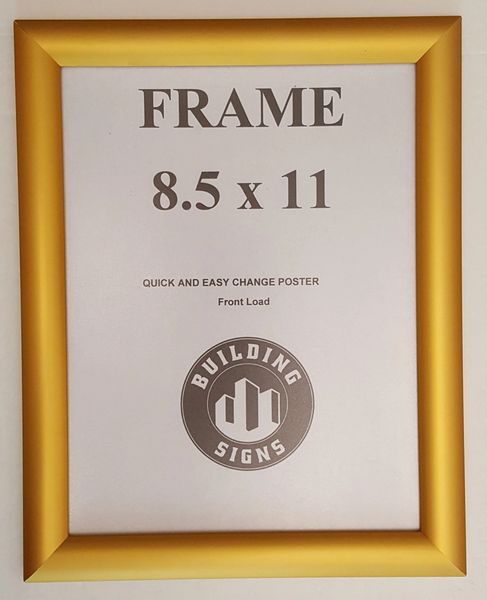 FRAME
8.5 x 11
QUICK AND EASY CHANGE POSTER
Front Load
BUILDING
SIGNS